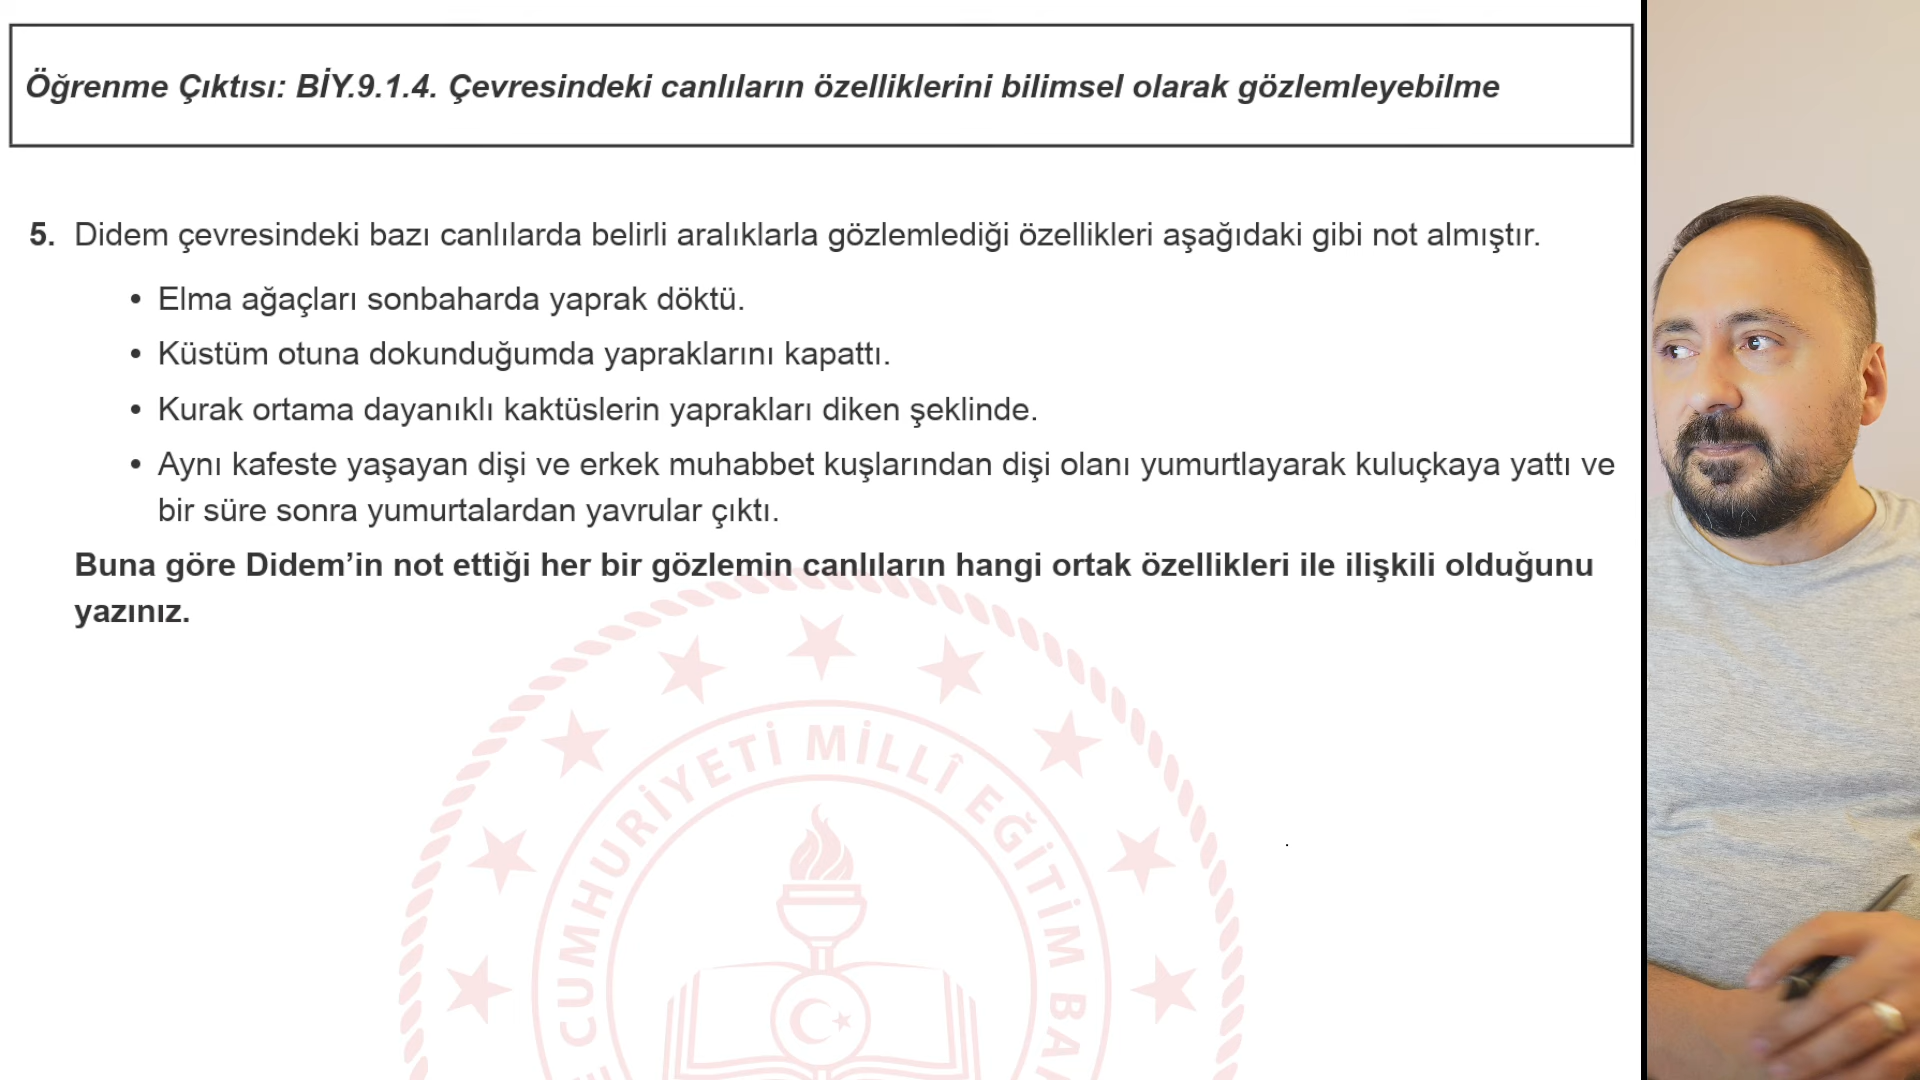 Öğrenme Çıktısı: BİY.9.1.4. Çevresindeki canlıların özelliklerini bilimsel olarak gözlemleyebilme
5. Didem çevresindeki bazı canlılarda belirli aralıklarla gözlemlediği özellikleri aşağıdaki gibi not almıştır.
• Elma ağaçları sonbaharda yaprak döktü.
• Küstüm otuna dokunduğumda yapraklarını kapattı.
• Kurak ortama dayanıklı kaktüslerin yaprakları diken şeklinde.
• Aynı kafeste yaşayan dişi ve erkek muhabbet kuşlarından dişi olanı yumurtlayarak kuluçkaya yattı ve
bir süre sonra yumurtalardan yavrular çıktı.
Buna göre Didem’in not ettiği her bir gözlemin canlıların hangi ortak özellikleri ile ilişkili olduğunu
yazınız.
E CUMHURİYETİ MİLLÎ EĞİTİM BA